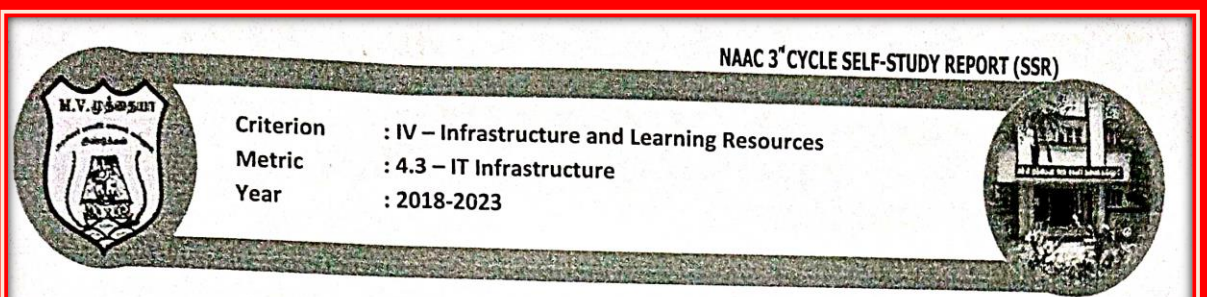 NAAC 3rd CYCLE SELF-STUDY REPORT (SSR)
M.V. முத்தையா
Criterion : IV – Infrastructure and Learning Resources
Metric : 4.3 – IT Infrastructure
Year : 2018-2023